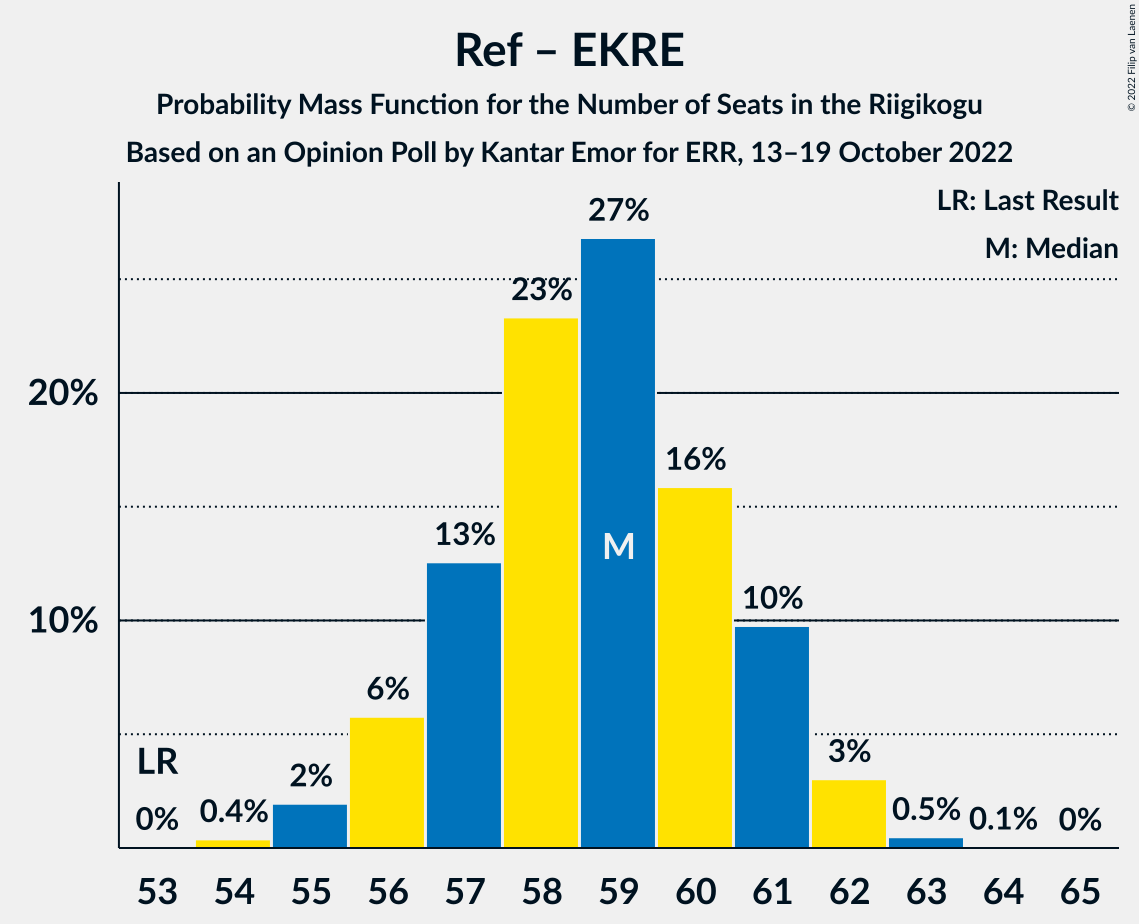 Ref – EKRE
Probability Mass Function for the Number of Seats in the Riigikogu
Based on an Opinion Poll by Kantar Emor for ERR, 13–19 October 2022
© 2022 Filip van Laenen
LR: Last Result
M: Median
27%
23%
20%
16%
13%
M
10%
10%
6%
LR
3%
2%
0% 0.4% 0.5% 0.1% 0%
53 54 55 56 57 58 59 60 61 62 63 64 65